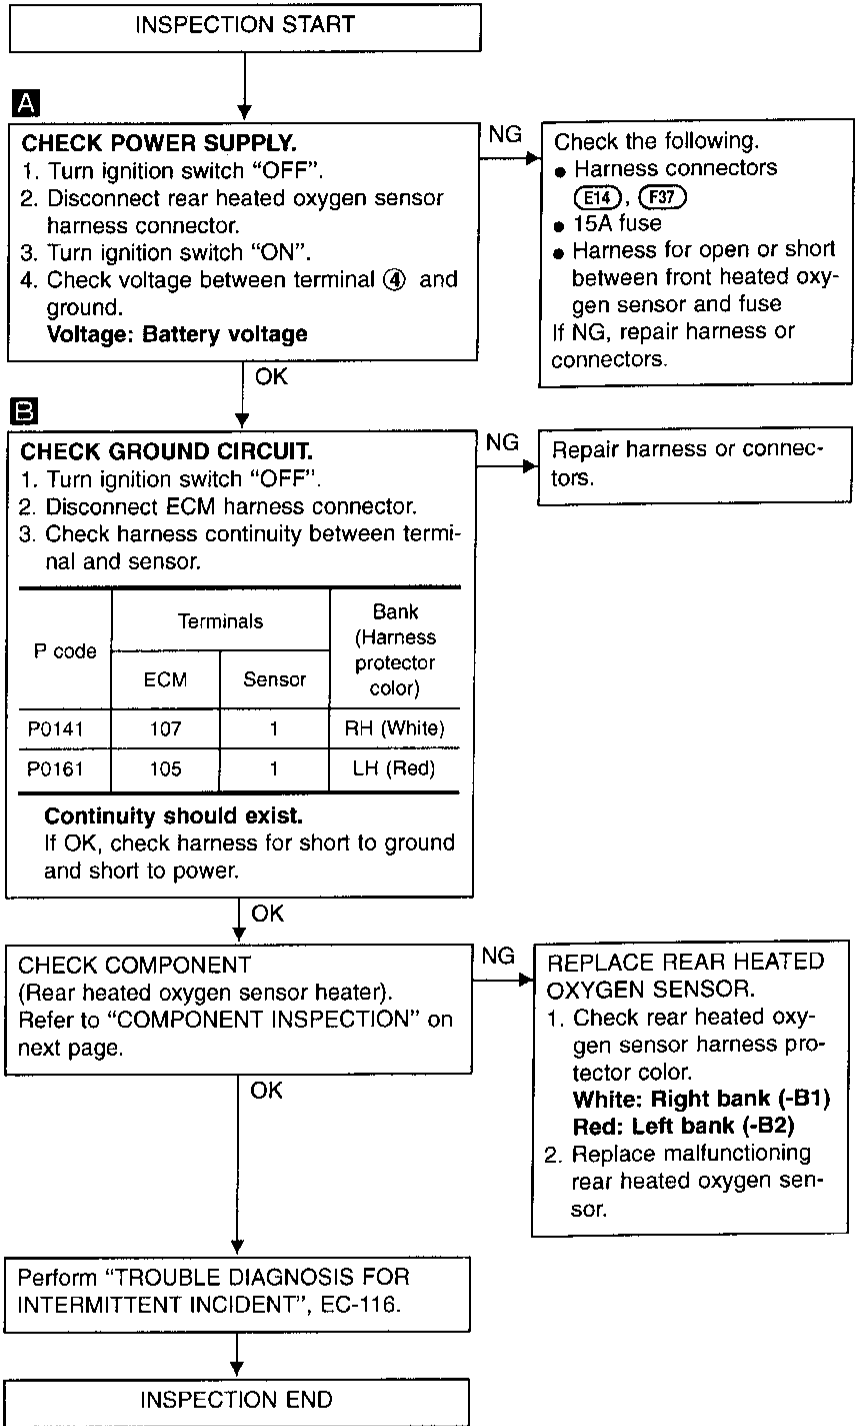 INSPECTION START
A
CHECK POWER SUPPLY.
1. Turn ignition switch “OFF”.
2. Disconnect rear heated oxygen sensor
harness connector.
3. Turn ignition switch “ON”.
4. Check voltage between terminal ④ and
ground.
Voltage: Battery voltage
NG
Check the following.
● Harness connectors
E14, F37
● 15A fuse
● Harness for open or short
between front heated oxy-
gen sensor and fuse
If NG, repair harness or
connectors.
OK
B
CHECK GROUND CIRCUIT.
1. Turn ignition switch “OFF”.
2. Disconnect ECM harness connector.
3. Check harness continuity between termi-
nal and sensor.
P code
Terminals
ECM
Sensor
Bank
(Harness
protector
color)
P0141 107 1 RH (White)
P0161 105 1 LH (Red)
Continuity should exist.
If OK, check harness for short to ground
and short to power.
NG
Repair harness or connec-
tors.
OK
CHECK COMPONENT
(Rear heated oxygen sensor heater).
Refer to “COMPONENT INSPECTION” on
next page.
NG
REPLACE REAR HEATED
OXYGEN SENSOR.
1. Check rear heated oxy-
gen sensor harness pro-
tector color.
White: Right bank (-B1)
Red: Left bank (-B2)
2. Replace malfunctioning
rear heated oxygen sen-
sor.
OK
Perform “TROUBLE DIAGNOSIS FOR
INTERMITTENT INCIDENT”, EC-116.
INSPECTION END